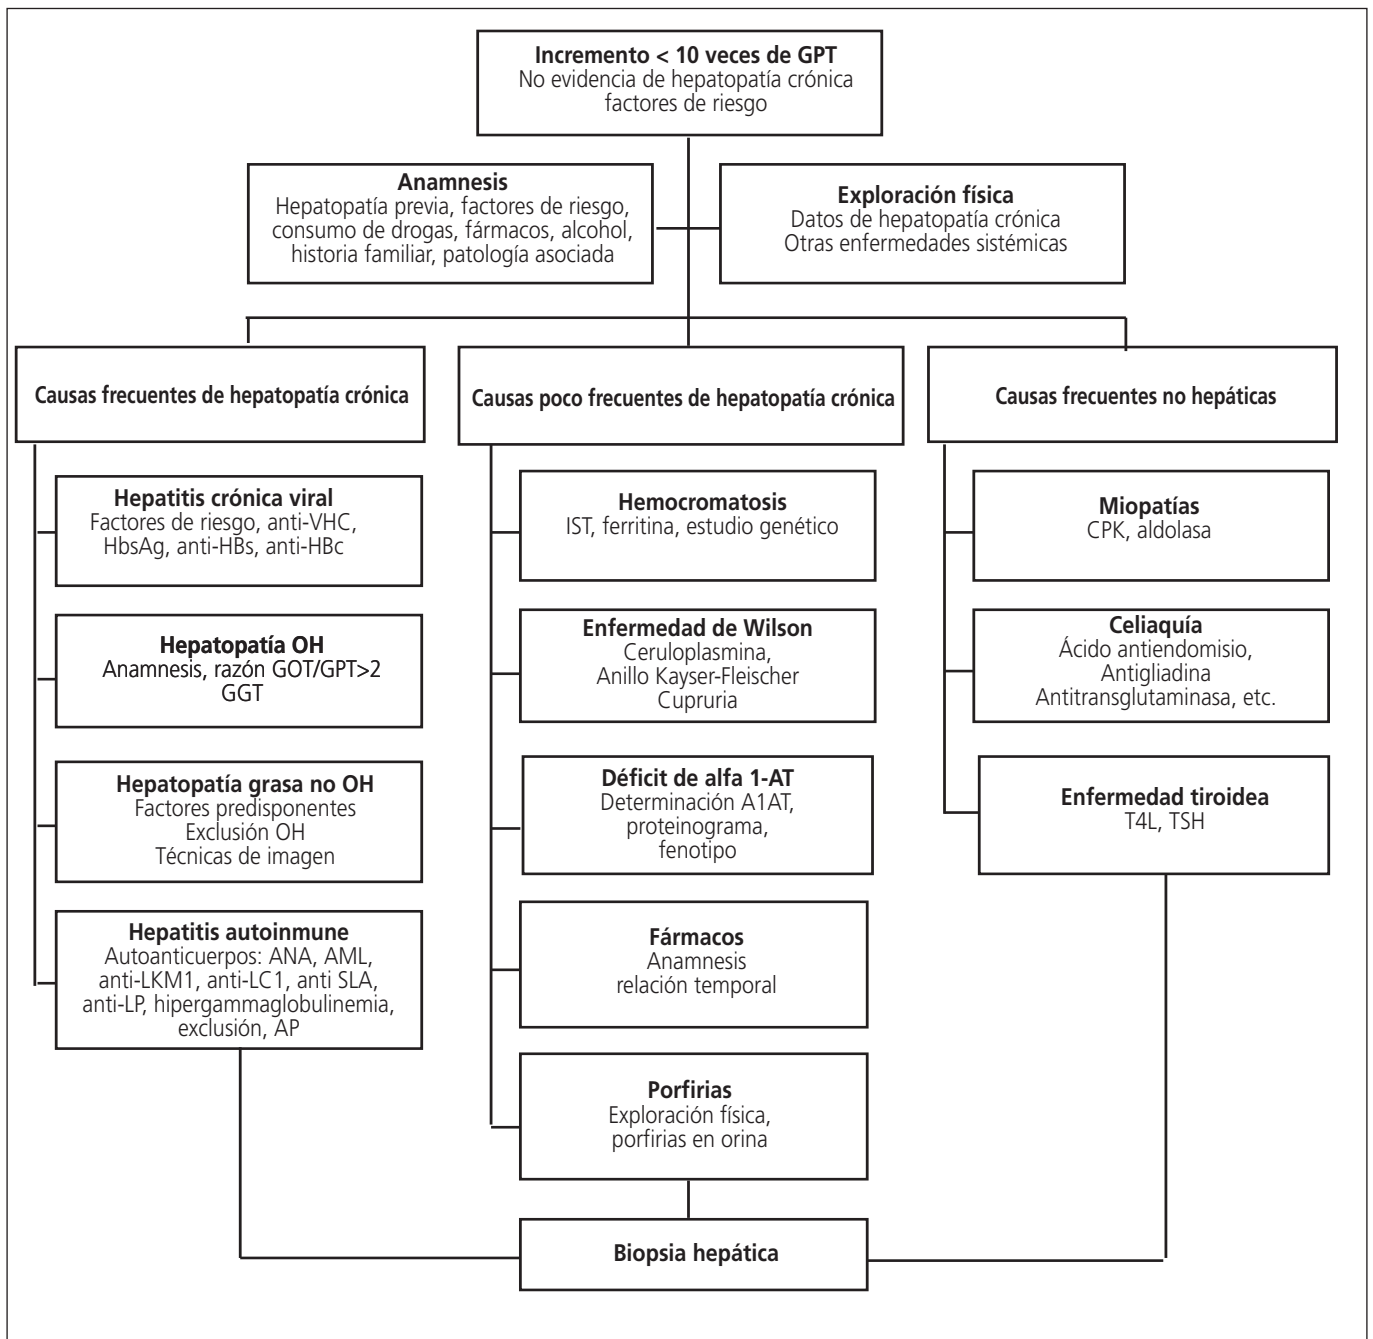 Incremento < 10 veces de GPT
No evidencia de hepatopatía crónica
factores de riesgo
Anamnesis
Hepatopatía previa, factores de riesgo,
consumo de drogas, fármacos, alcohol,
historia familiar, patología asociada
Exploración física
Datos de hepatopatía crónica
Otras enfermedades sistémicas
Causas frecuentes de hepatopatía crónica
Hepatitis crónica viral
Factores de riesgo, anti-VHC,
HbsAg, anti-HBs, anti-HBc
Hepatopatía OH
Anamnesis, razón GOT/GPT>2
GGT
Hepatopatía grasa no OH
Factores predisponentes
Exclusión OH
Técnicas de imagen
Hepatitis autoinmune
Autoanticuerpos: ANA, AML,
anti-LKM1, anti-LC1, anti SLA,
anti-LP, hipergammaglobulinemia,
exclusión, AP
Causas poco frecuentes de hepatopatía crónica
Hemocromatosis
IST, ferritina, estudio genético
Enfermedad de Wilson
Ceruloplasmina,
Anillo Kayser-Fleischer
Cupruria
Déficit de alfa 1-AT
Determinación A1AT,
proteinograma,
fenotipo
Fármacos
Anamnesis
relación temporal
Porfirias
Exploración física,
porfirias en orina
Causas frecuentes no hepáticas
Miopatías
CPK, aldolasa
Celiaquía
Ácido antiendomisio,
Antigliadina
Antitransglutaminasa, etc.
Enfermedad tiroidea
T4L, TSH
Biopsia hepática